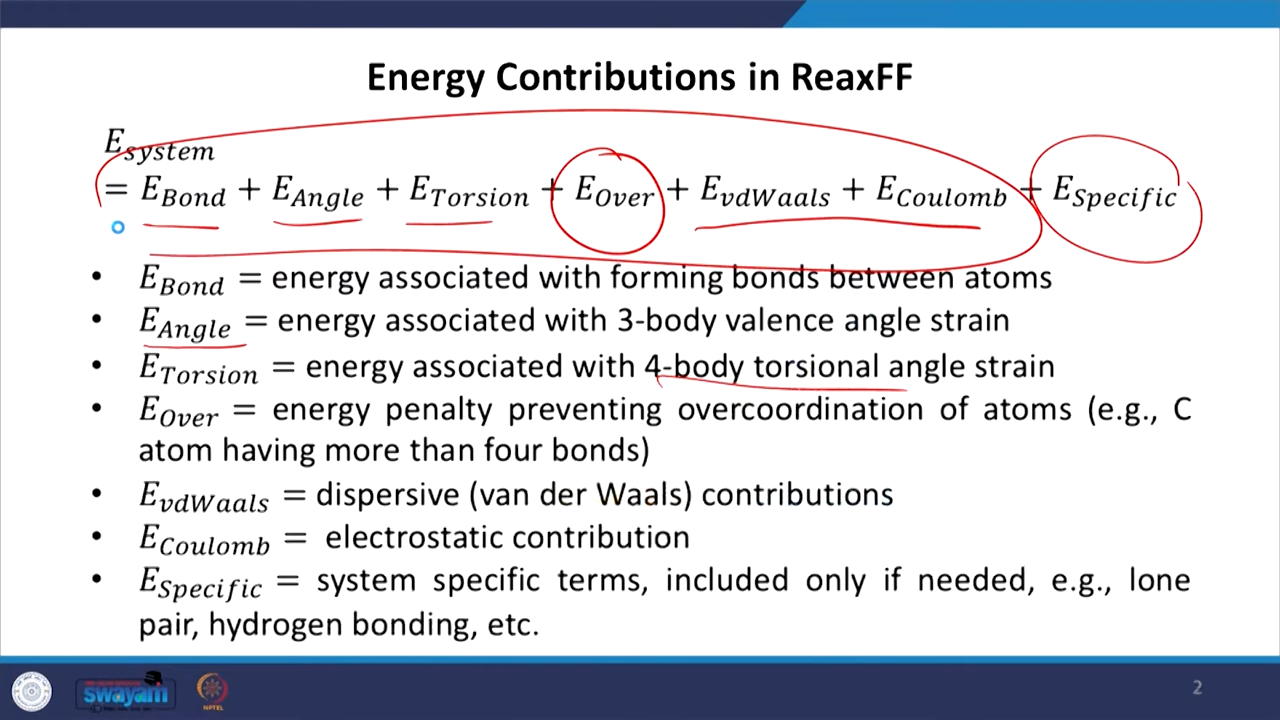 Energy Contributions in ReaxFF
E_system
= E_Bond + E_Angle + E_Torsion + E_Over + E_vdWaals + E_Coulomb + E_Specific
• E_Bond = energy associated with forming bonds between atoms
• E_Angle = energy associated with 3-body valence angle strain
• E_Torsion = energy associated with 4-body torsional angle strain
• E_Over = energy penalty preventing overcoordination of atoms (e.g., C
atom having more than four bonds)
• E_vdWaals = dispersive (van der Waals) contributions
• E_Coulomb = electrostatic contribution
• E_Specific = system specific terms, included only if needed, e.g., lone
pair, hydrogen bonding, etc.
swayam
NPTEL
2